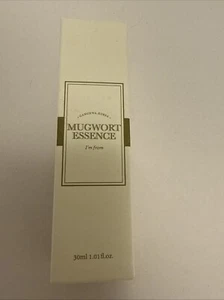 MUGWORT
ESSENCE
I'm from
30ml 1.01fl.oz.